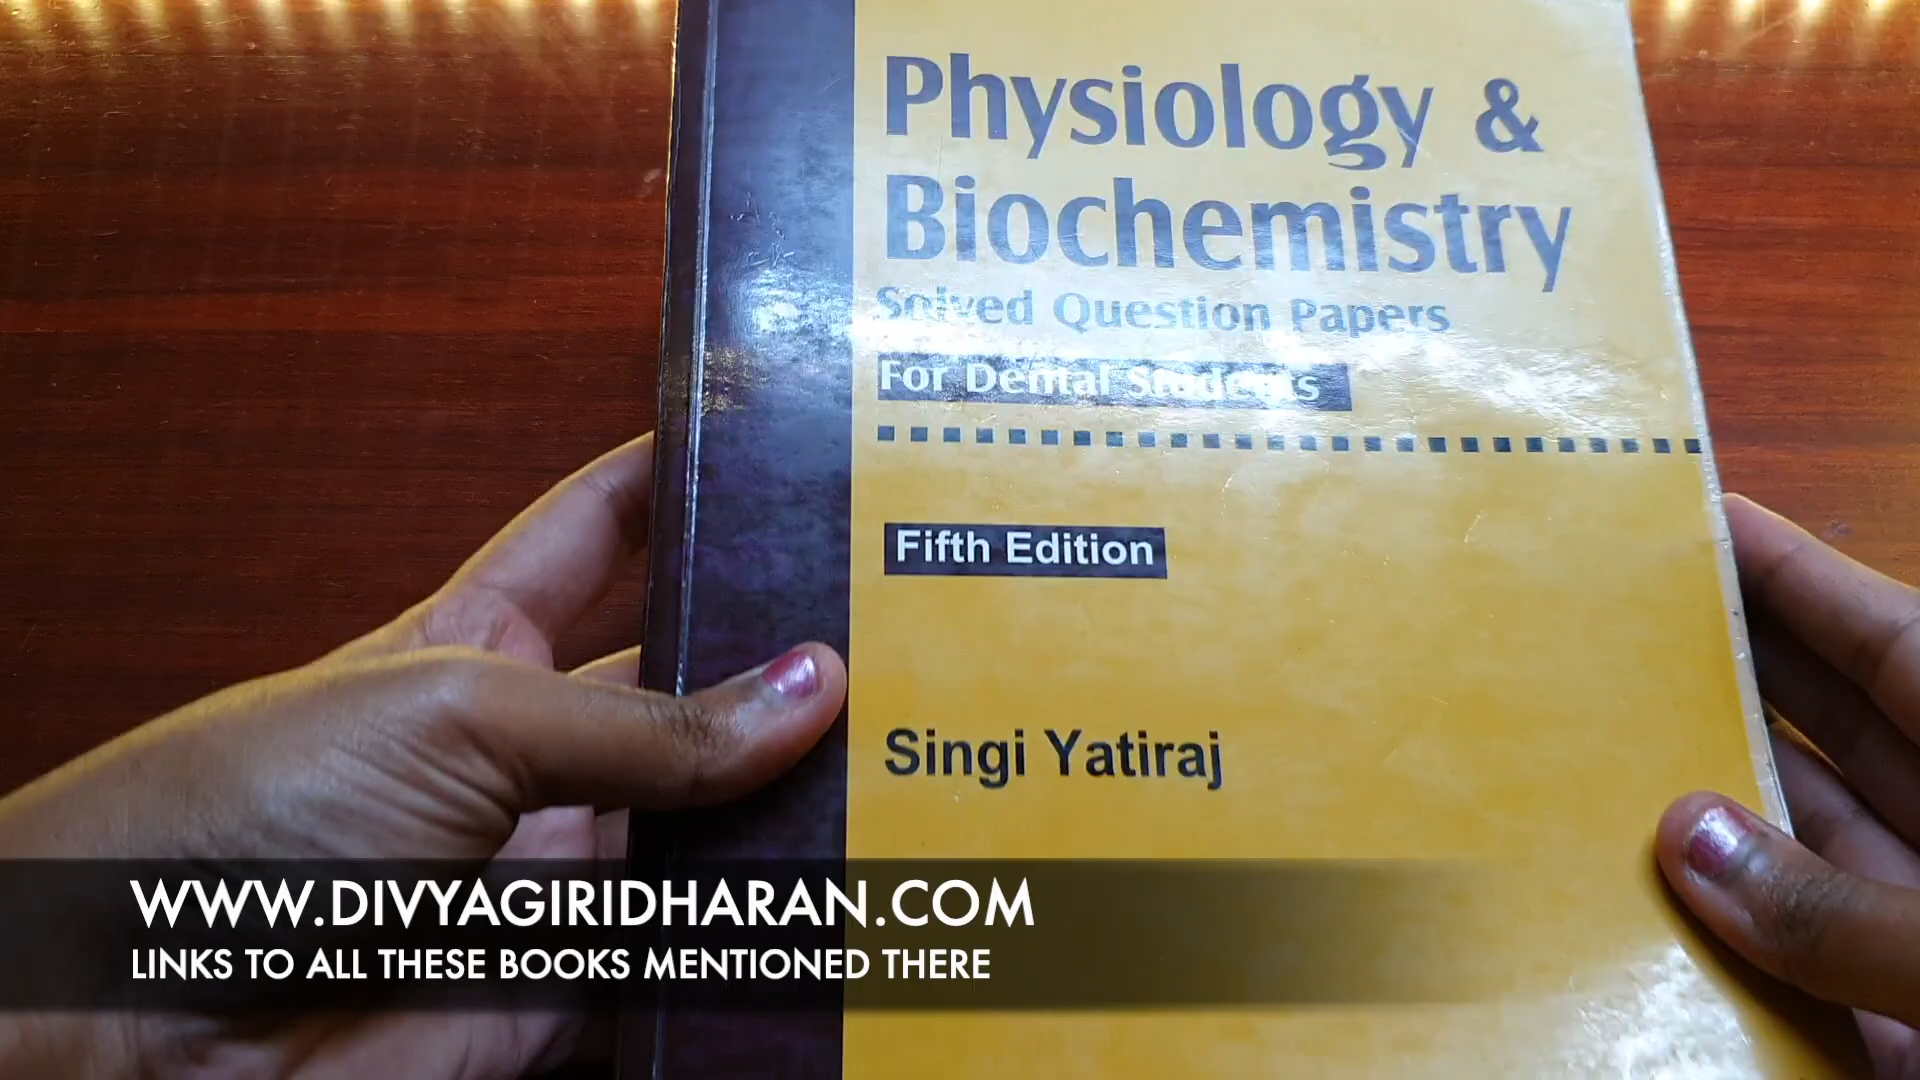 Physiology &
Biochemistry
Solved Question Papers
For Dental Students
Fifth Edition
Singi Yatiraj
WWW.DIVYAGIRIDHARAN.COM
LINKS TO ALL THESE BOOKS MENTIONED THERE